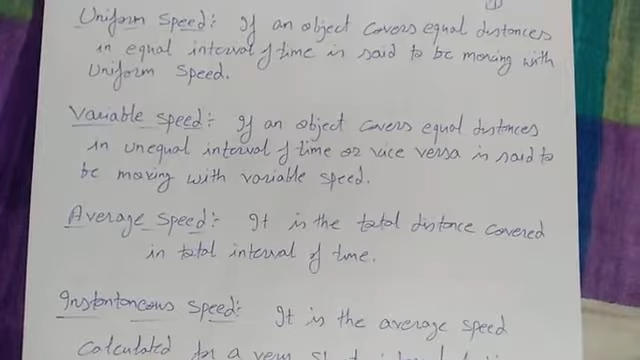 (1)
Uniform Speed:- If an object covers equal distances
in equal interval of time is said to be moving with
Uniform Speed.
Variable Speed:- If an object covers equal distances
in unequal interval of time or vice versa is said to
be moving with variable speed.
Average Speed:- It is the total distance covered
in total interval of time.
Instantaneous Speed:- It is the average speed
calculated for a very